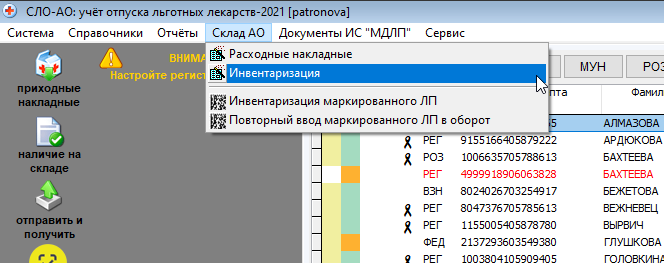 СЛО-АО: учёт отпуска льготных лекарств-2021 [patronova]
Система Справочники Отчёты Склад АО Документы ИС "МДЛП" Сервис
приходные накладные
наличие на складе
отправить и получить
ВНИМА
Настройте регист
Расходные накладные
Инвентаризация
Инвентаризация маркированного ЛП
Повторный ввод маркированного ЛП в оборот
МУН РОЗ
пта Фамил
55 АЛМАЗОВА
РЕГ 9155166405879222 АРДЮКОВА
РОЗ 1006635705788613 БАХТЕЕВА
РЕГ 4999918906063828 БАХТЕЕВА
ВЗН 8024026703254917 БЕЖЕТОВА
РЕГ 8047376705785613 ВЕЖНЕВЕЦ
РЕГ 1155005405878780 ВЫРВИЧ
ФЕД 2137293603549380 ГЛУШКОВА
РЕГ 1003804105909405 ГОЛОВКИНА